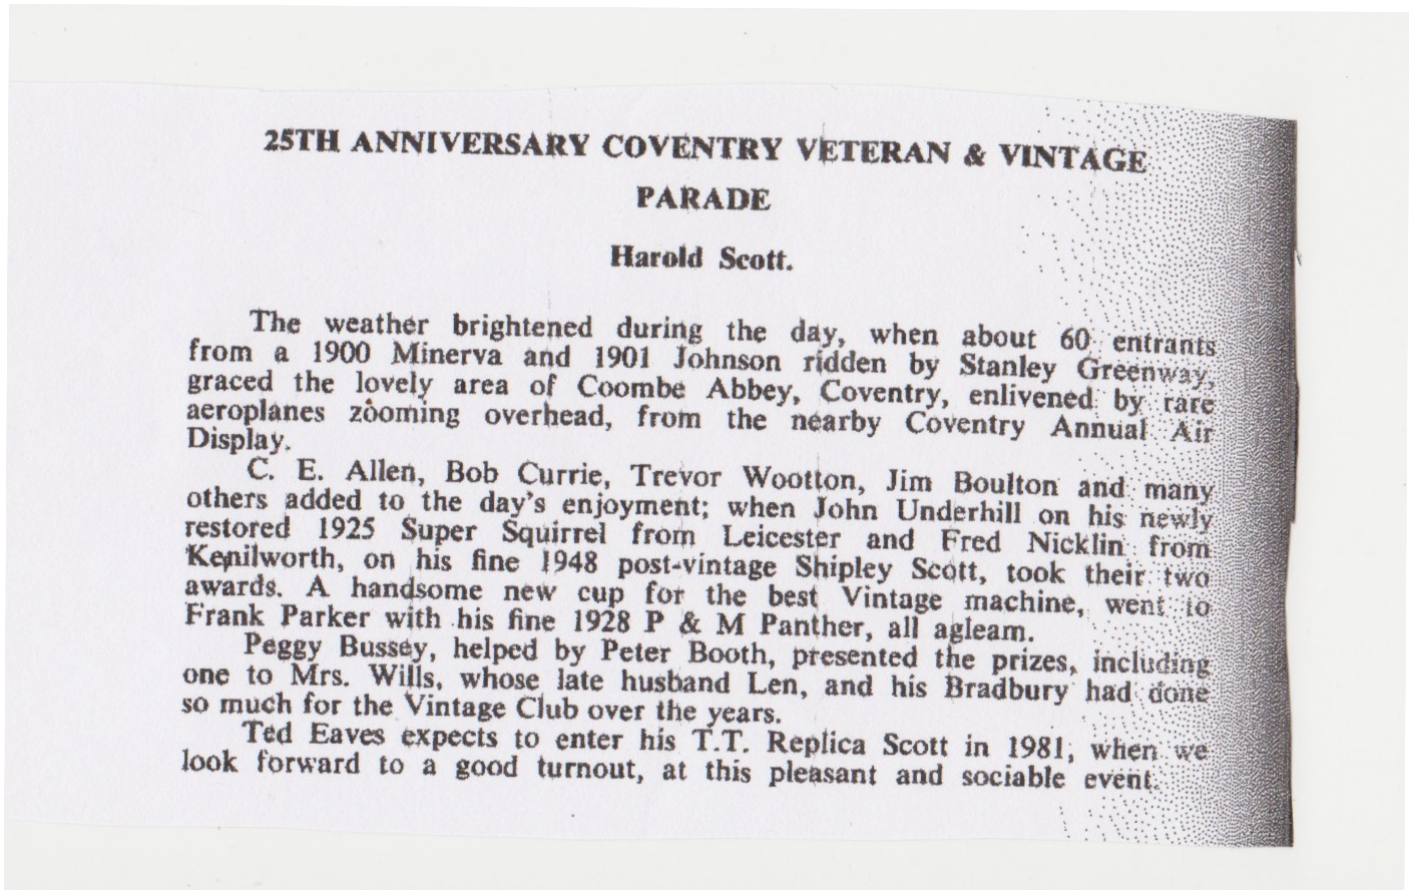 25TH ANNIVERSARY COVENTRY VETERAN & VINTAGE
PARADE
Harold Scott.
The weather brightened during the day, when about 60 entrants
from a 1900 Minerva and 1901 Johnson ridden by Stanley Greenway,
graced the lovely area of Coombe Abbey, Coventry, enlivened by rare
aeroplanes zooming overhead, from the nearby Coventry Annual Air
Display.
C. E. Allen, Bob Currie, Trevor Wootton, Jim Boulton and many
others added to the day's enjoyment; when John Underhill on his newly
restored 1925 Super Squirrel from Leicester and Fred Nicklin from
Kenilworth, on his fine 1948 post-vintage Shipley Scott, took their two
awards. A handsome new cup for the best Vintage machine, went to
Frank Parker with his fine 1928 P & M Panther, all agleam.
Peggy Bussey, helped by Peter Booth, presented the prizes, including
one to Mrs. Wills, whose late husband Len, and his Bradbury had done
so much for the Vintage Club over the years.
Ted Eaves expects to enter his T.T. Replica Scott in 1981, when we
look forward to a good turnout, at this pleasant and sociable event.